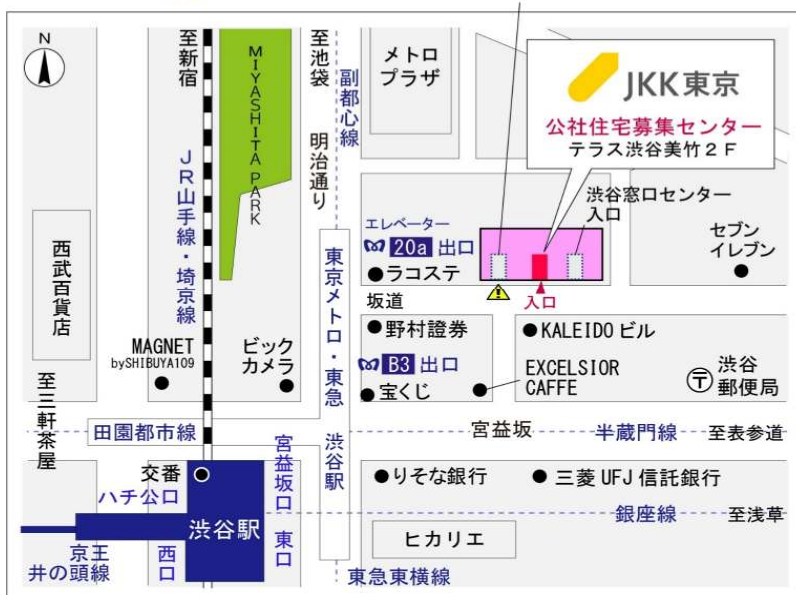 N
至新宿
MIYASHITA PARK
至池袋
明治通り
副都心線
メトロ
プラザ
JKK東京
公社住宅募集センター
テラス渋谷美竹2F
JR山手線・埼京線
エレベーター
20a 出口
ラコステ
渋谷窓口センター
入口
セブン
イレブン
西武百貨店
東京メトロ・東急 渋谷駅
坂道
入口
MAGNET
bySHIBUYA109
ビック
カメラ
野村證券
B3 出口
宝くじ
KALEIDOビル
EXCELSIOR
CAFFE
渋谷
郵便局
至三軒茶屋
田園都市線
宮益坂
半蔵門線
至表参道
交番
ハチ公口
宮益坂口
りそな銀行
三菱UFJ信託銀行
渋谷駅
銀座線
至浅草
京王
井の頭線
西口
東口
ヒカリエ
東急東横線